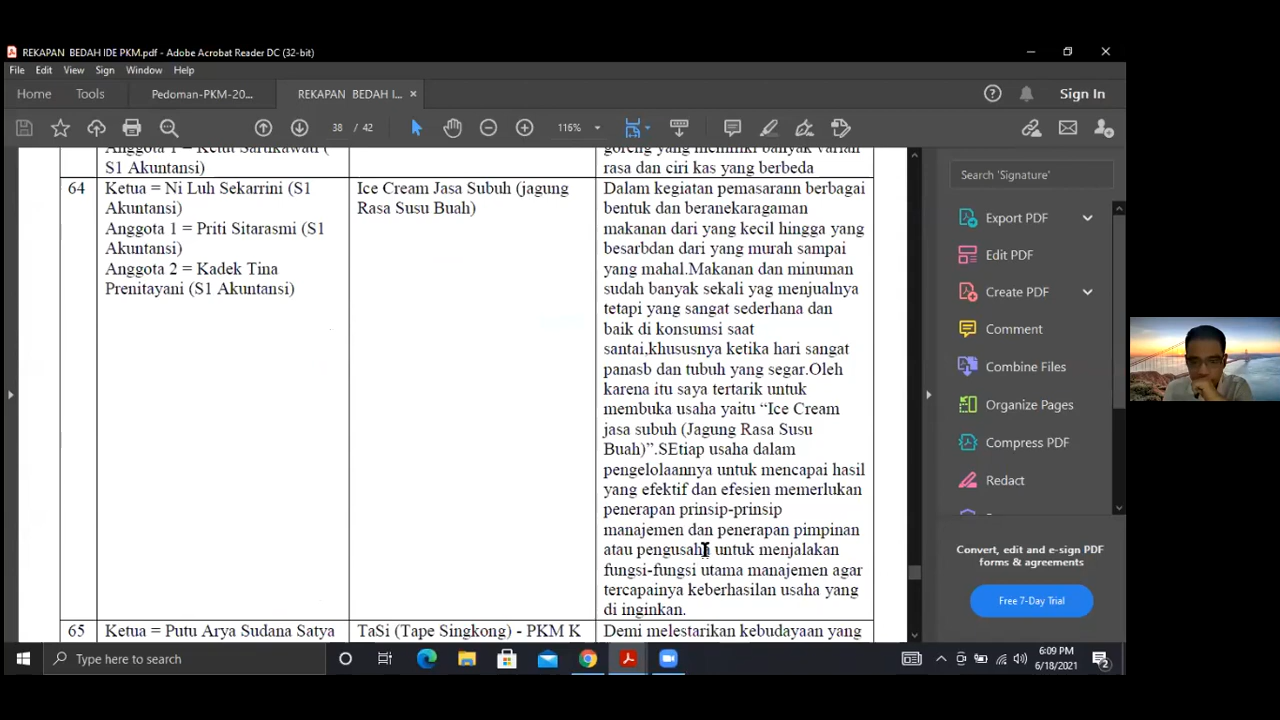 REKAPAN BEDAH IDE PKM.pdf - Adobe Acrobat Reader DC (32-bit)
File Edit View Sign Window Help
Home Tools Pedoman-PKM-20... REKAPAN BEDAH I... Sign In
38 / 42 116%
Anggota 1 = Ketut Sartikawati (
S1 Akuntansi)
goreng yang memiliki banyak varian
rasa dan ciri kas yang berbeda
64
Ketua = Ni Luh Sekarrini (S1
Akuntansi)
Anggota 1 = Priti Sitarasmi (S1
Akuntansi)
Anggota 2 = Kadek Tina
Prenitayani (S1 Akuntansi)
Ice Cream Jasa Subuh (jagung
Rasa Susu Buah)
Dalam kegiatan pemasarann berbagai
bentuk dan beranekaragaman
makanan dari yang kecil hingga yang
besarbdan dari yang murah sampai
yang mahal.Makanan dan minuman
sudah banyak sekali yag menjualnya
tetapi yang sangat sederhana dan
baik di konsumsi saat
santai,khususnya ketika hari sangat
panasb dan tubuh yang segar.Oleh
karena itu saya tertarik untuk
membuka usaha yaitu “Ice Cream
jasa subuh (Jagung Rasa Susu
Buah)”.SEtiap usaha dalam
pengelolaannya untuk mencapai hasil
yang efektif dan efesien memerlukan
penerapan prinsip-prinsip
manajemen dan penerapan pimpinan
atau pengusaha untuk menjalakan
fungsi-fungsi utama manajemen agar
tercapainya keberhasilan usaha yang
di inginkan.
65
Ketua = Putu Arya Sudana Satya
TaSi (Tape Singkong) - PKM K
Demi melestarikan kebudayaan yang
Search 'Signature'
Export PDF
Edit PDF
Create PDF
Comment
Combine Files
Organize Pages
Compress PDF
Redact
Convert, edit and e-sign PDF
forms & agreements
Free 7-Day Trial
Type here to search
6:09 PM
6/18/2021
2